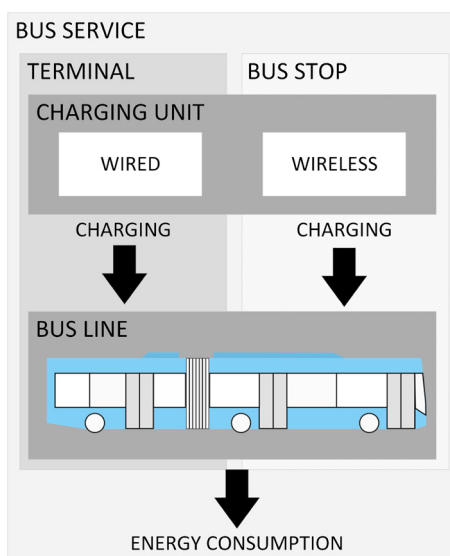 BUS SERVICE
TERMINAL
BUS STOP
CHARGING UNIT
WIRED
WIRELESS
CHARGING
CHARGING
BUS LINE
ENERGY CONSUMPTION